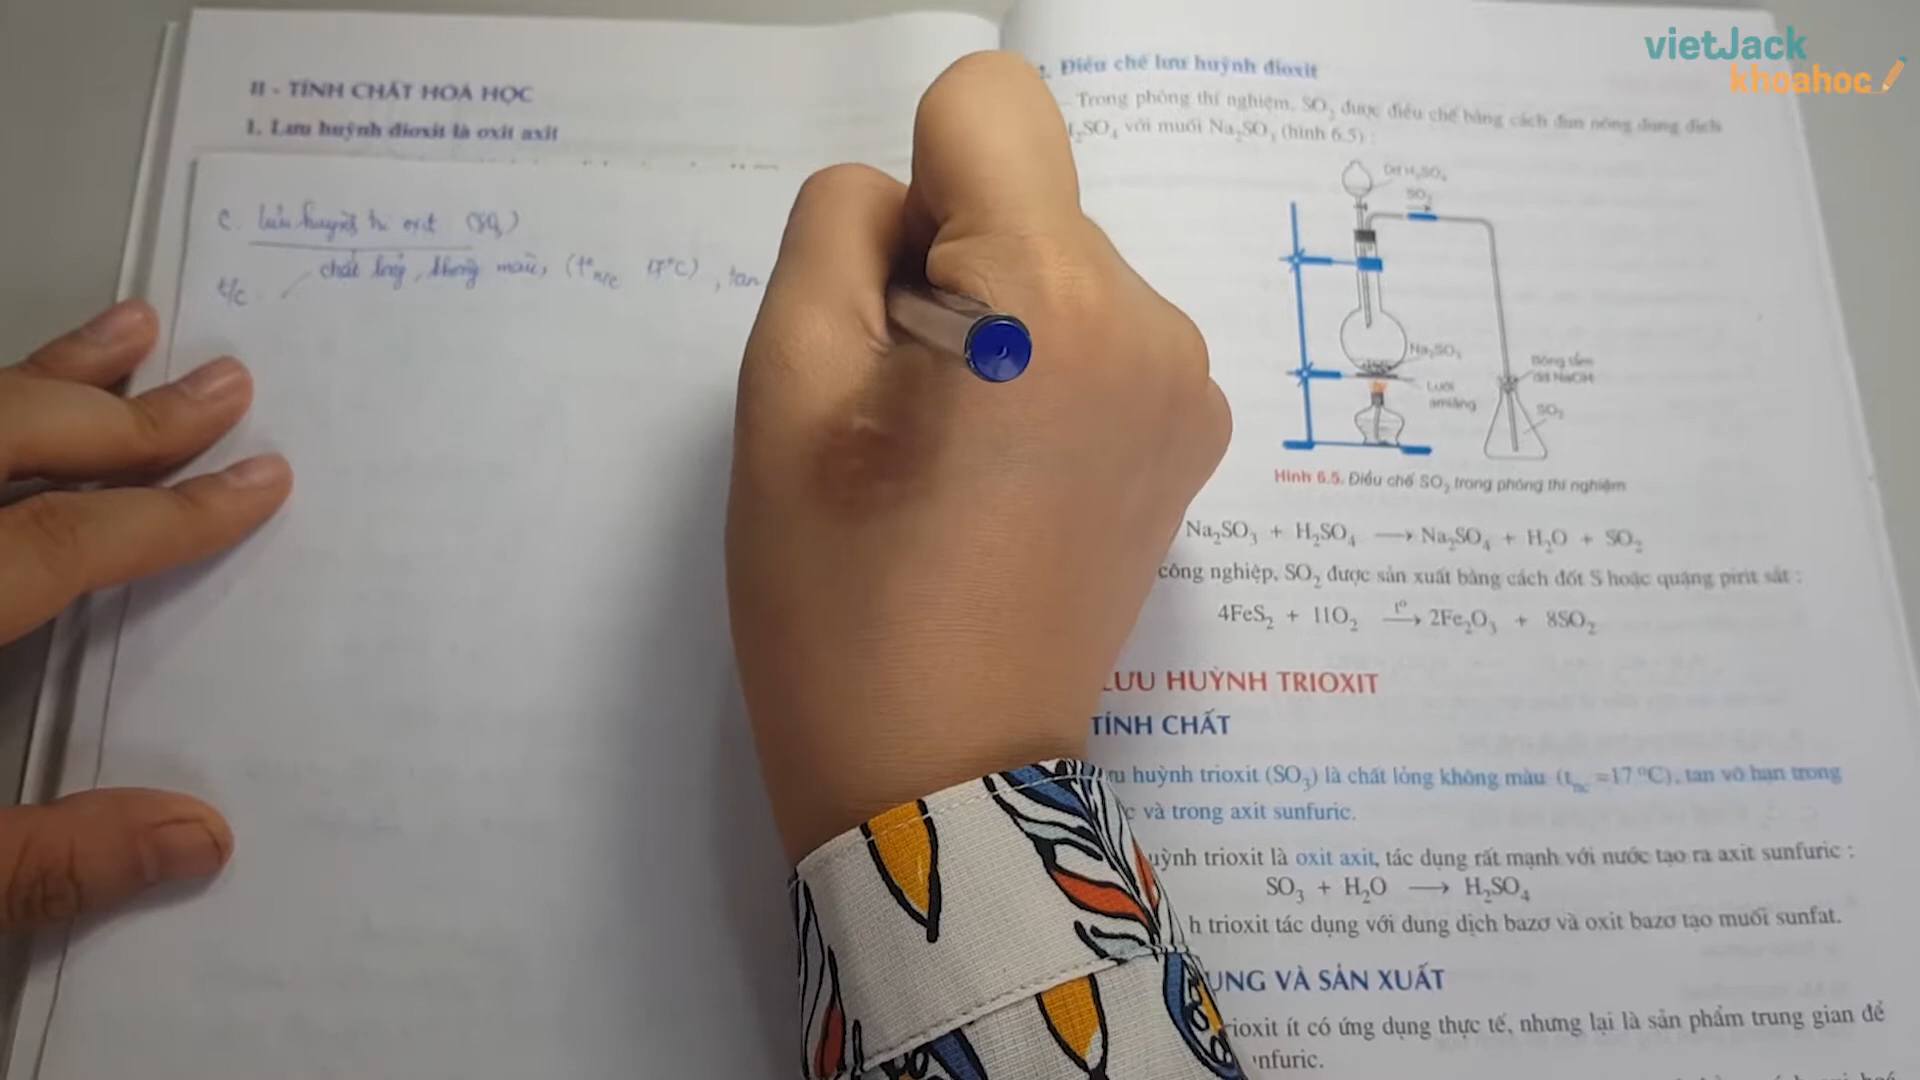 vietJack
khoahoc
II - TÍNH CHẤT HOÁ HỌC
1. Lưu huỳnh đioxit là oxit axit
C. Lưu huỳnh tri oxit (SO₃)
t/c chất lỏng, không màu, (t°n/c 17°C), tan
2. Điều chế lưu huỳnh đioxit
Trong phòng thí nghiệm, SO₂ được điều chế bằng cách đun nóng dung dịch
H₂SO₄ với muối Na₂SO₃ (hình 6.5) :
Dd H₂SO₄
SO₂
Na₂SO₃
Lưới
amiăng
Bông tẩm
dd NaOH
SO₂
Hình 6.5. Điều chế SO₂ trong phòng thí nghiệm
Na₂SO₃ + H₂SO₄ ⟶ Na₂SO₄ + H₂O + SO₂
công nghiệp, SO₂ được sản xuất bằng cách đốt S hoặc quặng pirit sắt :
4FeS₂ + 11O₂ t° ⟶ 2Fe₂O₃ + 8SO₂
LƯU HUỲNH TRIOXIT
TÍNH CHẤT
huỳnh trioxit (SO₃) là chất lỏng không màu (tnc =17 °C), tan vô hạn trong
và trong axit sunfuric.
trioxit là oxit axit, tác dụng rất mạnh với nước tạo ra axit sunfuric :
SO₃ + H₂O ⟶ H₂SO₄
trioxit tác dụng với dung dịch bazơ và oxit bazơ tạo muối sunfat.
VÀ SẢN XUẤT
ít có ứng dụng thực tế, nhưng lại là sản phẩm trung gian để